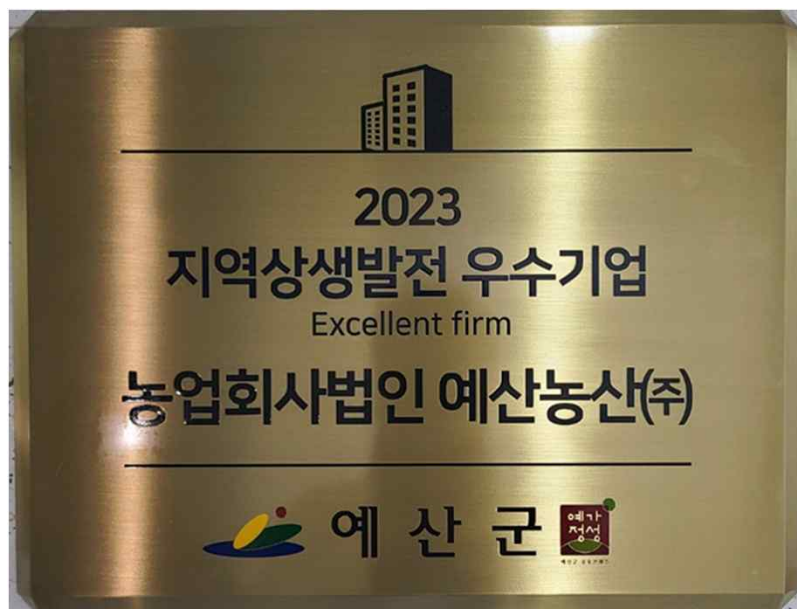 2023
지역상생발전 우수기업
Excellent firm
농업회사법인 예산농산(주)
예산군
예가
정성